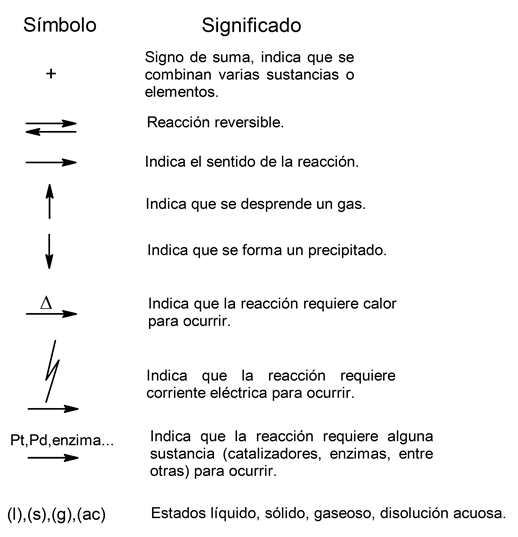 Símbolo Significado
+ Signo de suma, indica que se
combinan varias sustancias o
elementos.
Reacción reversible.
Indica el sentido de la reacción.
Indica que se desprende un gas.
Indica que se forma un precipitado.
Δ Indica que la reacción requiere calor
para ocurrir.
Indica que la reacción requiere
corriente eléctrica para ocurrir.
Pt,Pd,enzima... Indica que la reacción requiere alguna
sustancia (catalizadores, enzimas, entre
otras) para ocurrir.
(l),(s),(g),(ac) Estados líquido, sólido, gaseoso, disolución acuosa.